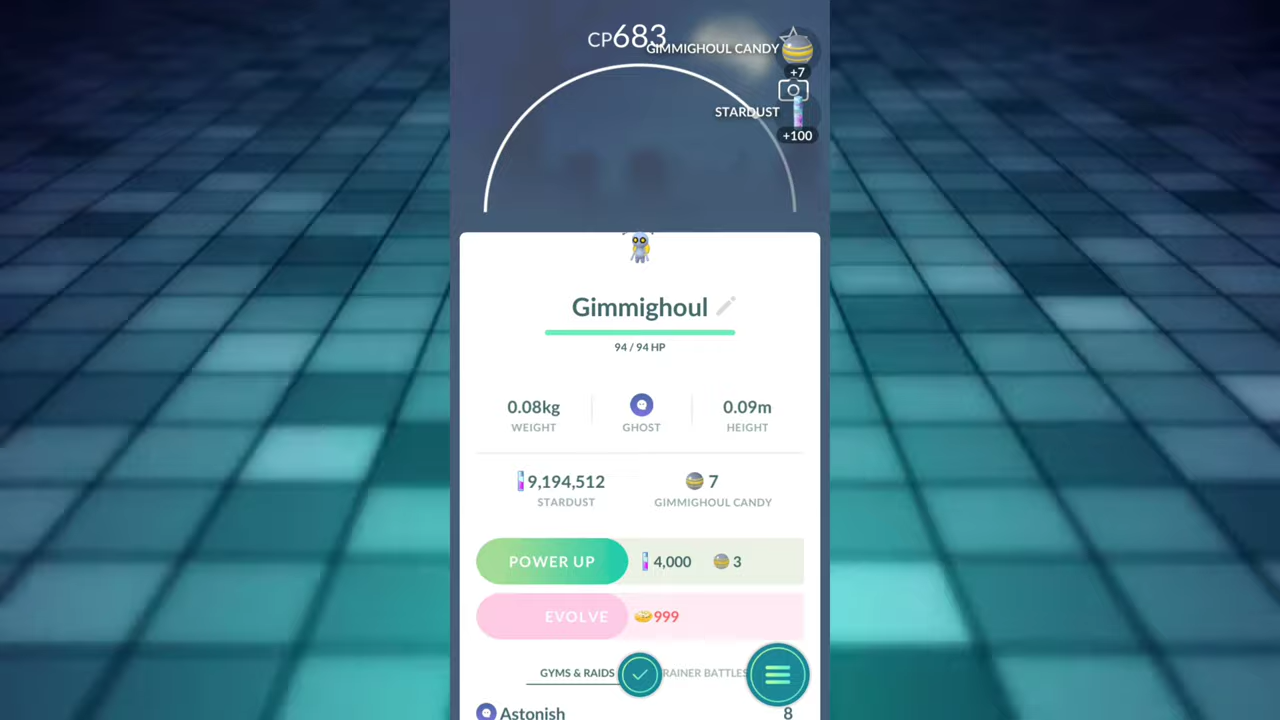 CP683
GIMMIGHOUL CANDY
+7
STARDUST
+100
Gimmighoul
94 / 94 HP
0.08kg
WEIGHT
GHOST
0.09m
HEIGHT
9,194,512
STARDUST
7
GIMMIGHOUL CANDY
POWER UP 4,000 3
EVOLVE 999
GYMS & RAIDS RAINER BATTLES
Astonish 8